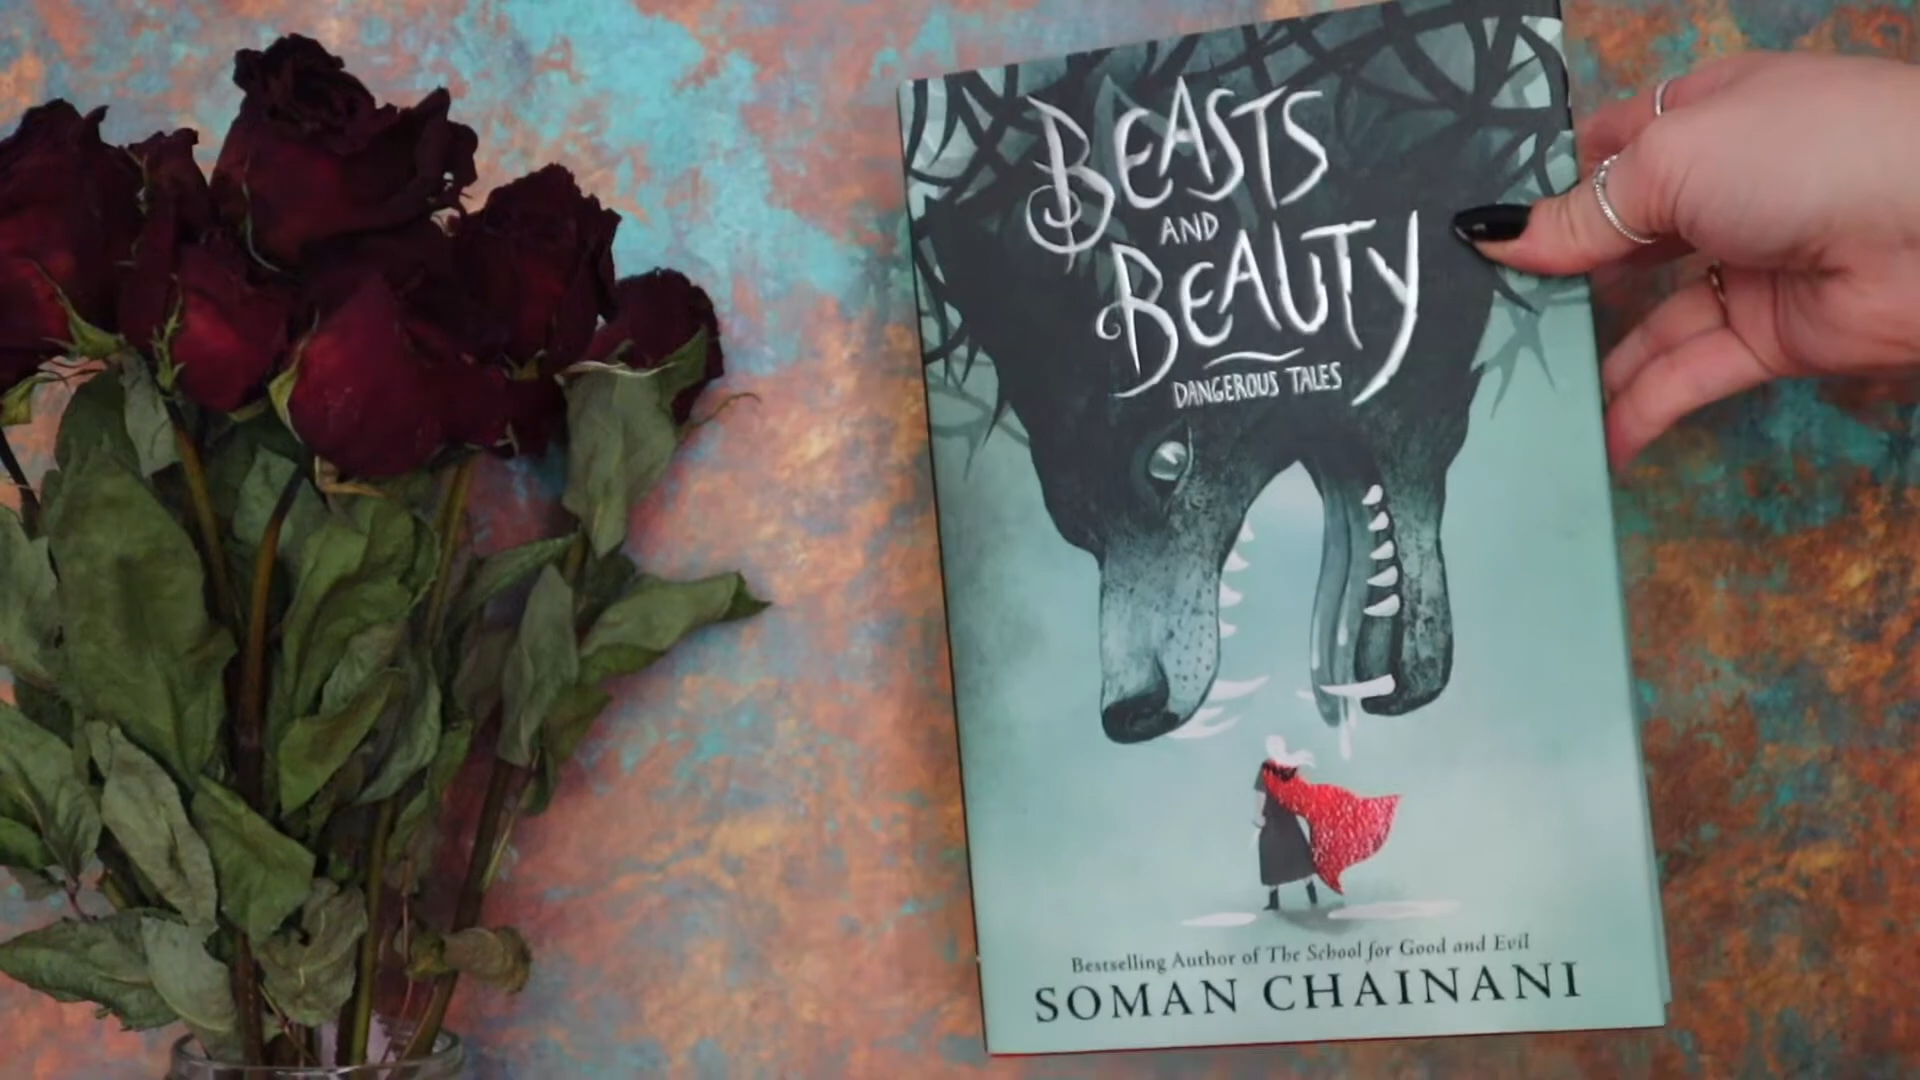 BEASTS
AND
BEAUTY
DANGEROUS TALES
Bestselling Author of The School for Good and Evil
SOMAN CHAINANI